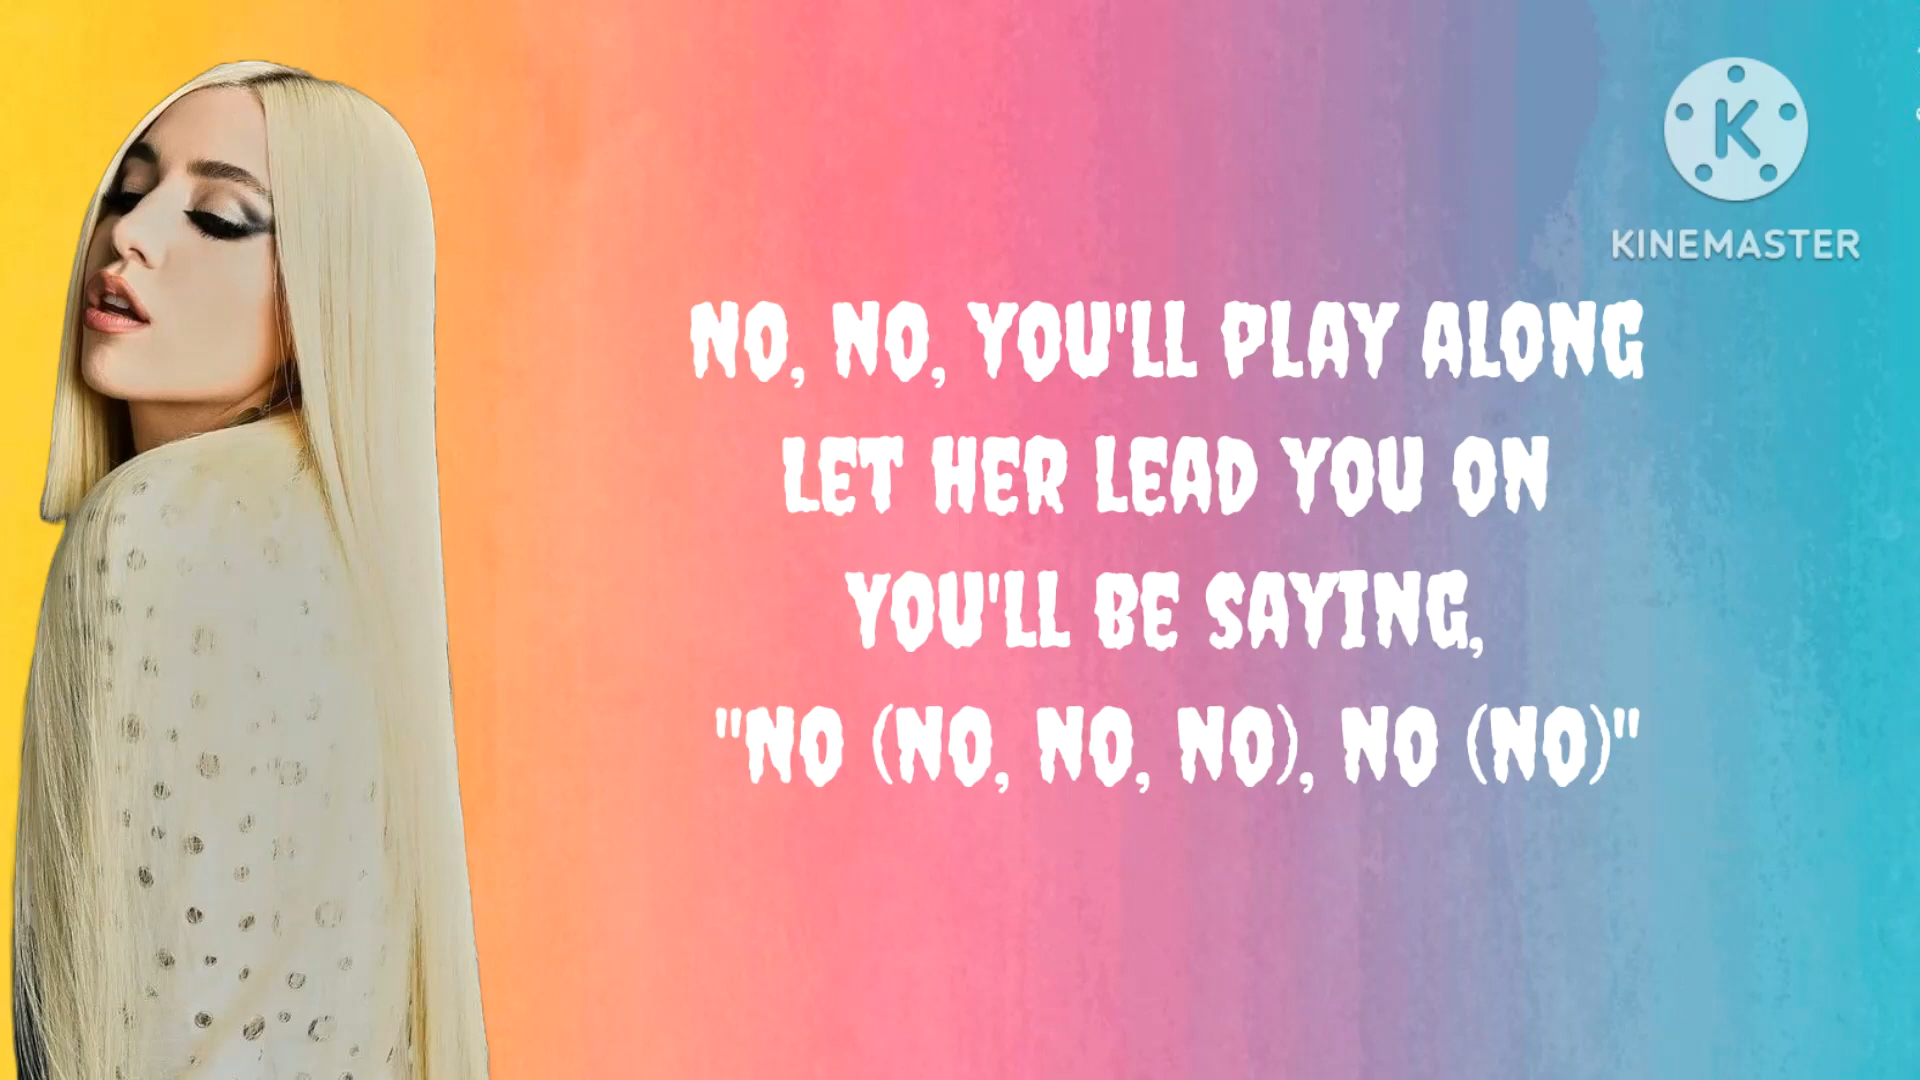 K
KINEMASTER
NO, NO, YOU'LL PLAY ALONG
LET HER LEAD YOU ON
YOU'LL BE SAYING,
"NO (NO, NO, NO), NO (NO)"